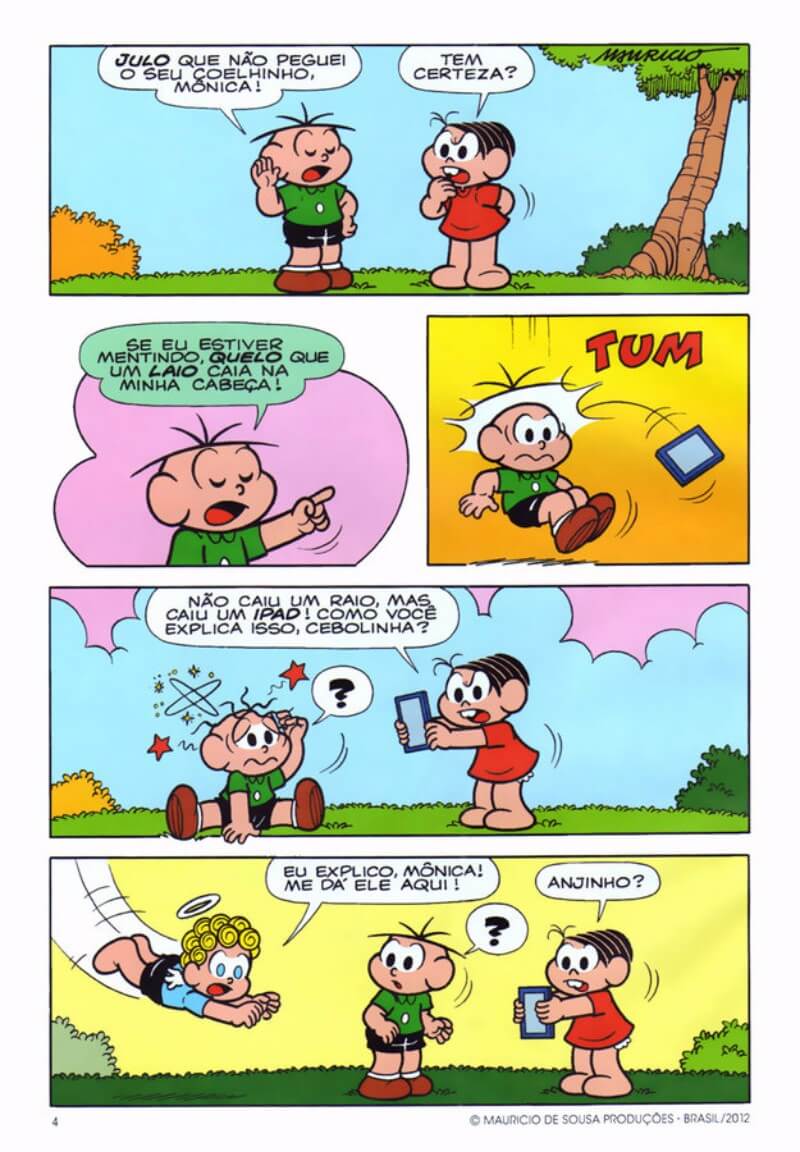 JULO QUE NÃO PEGUEI
O SEU COELHINHO,
MÔNICA!
TEM
CERTEZA?
MAURICIO
SE EU ESTIVER
MENTINDO, QUELO QUE
UM LAIO CAIA NA
MINHA CABEÇA!
TUM
NÃO CAIU UM RAIO, MAS
CAIU UM IPAD! COMO VOCÊ
EXPLICA ISSO, CEBOLINHA?
?
EU EXPLICO, MÔNICA!
ME DÁ ELE AQUI!
?
ANJINHO?
4
© MAURICIO DE SOUSA PRODUÇÕES - BRASIL/2012